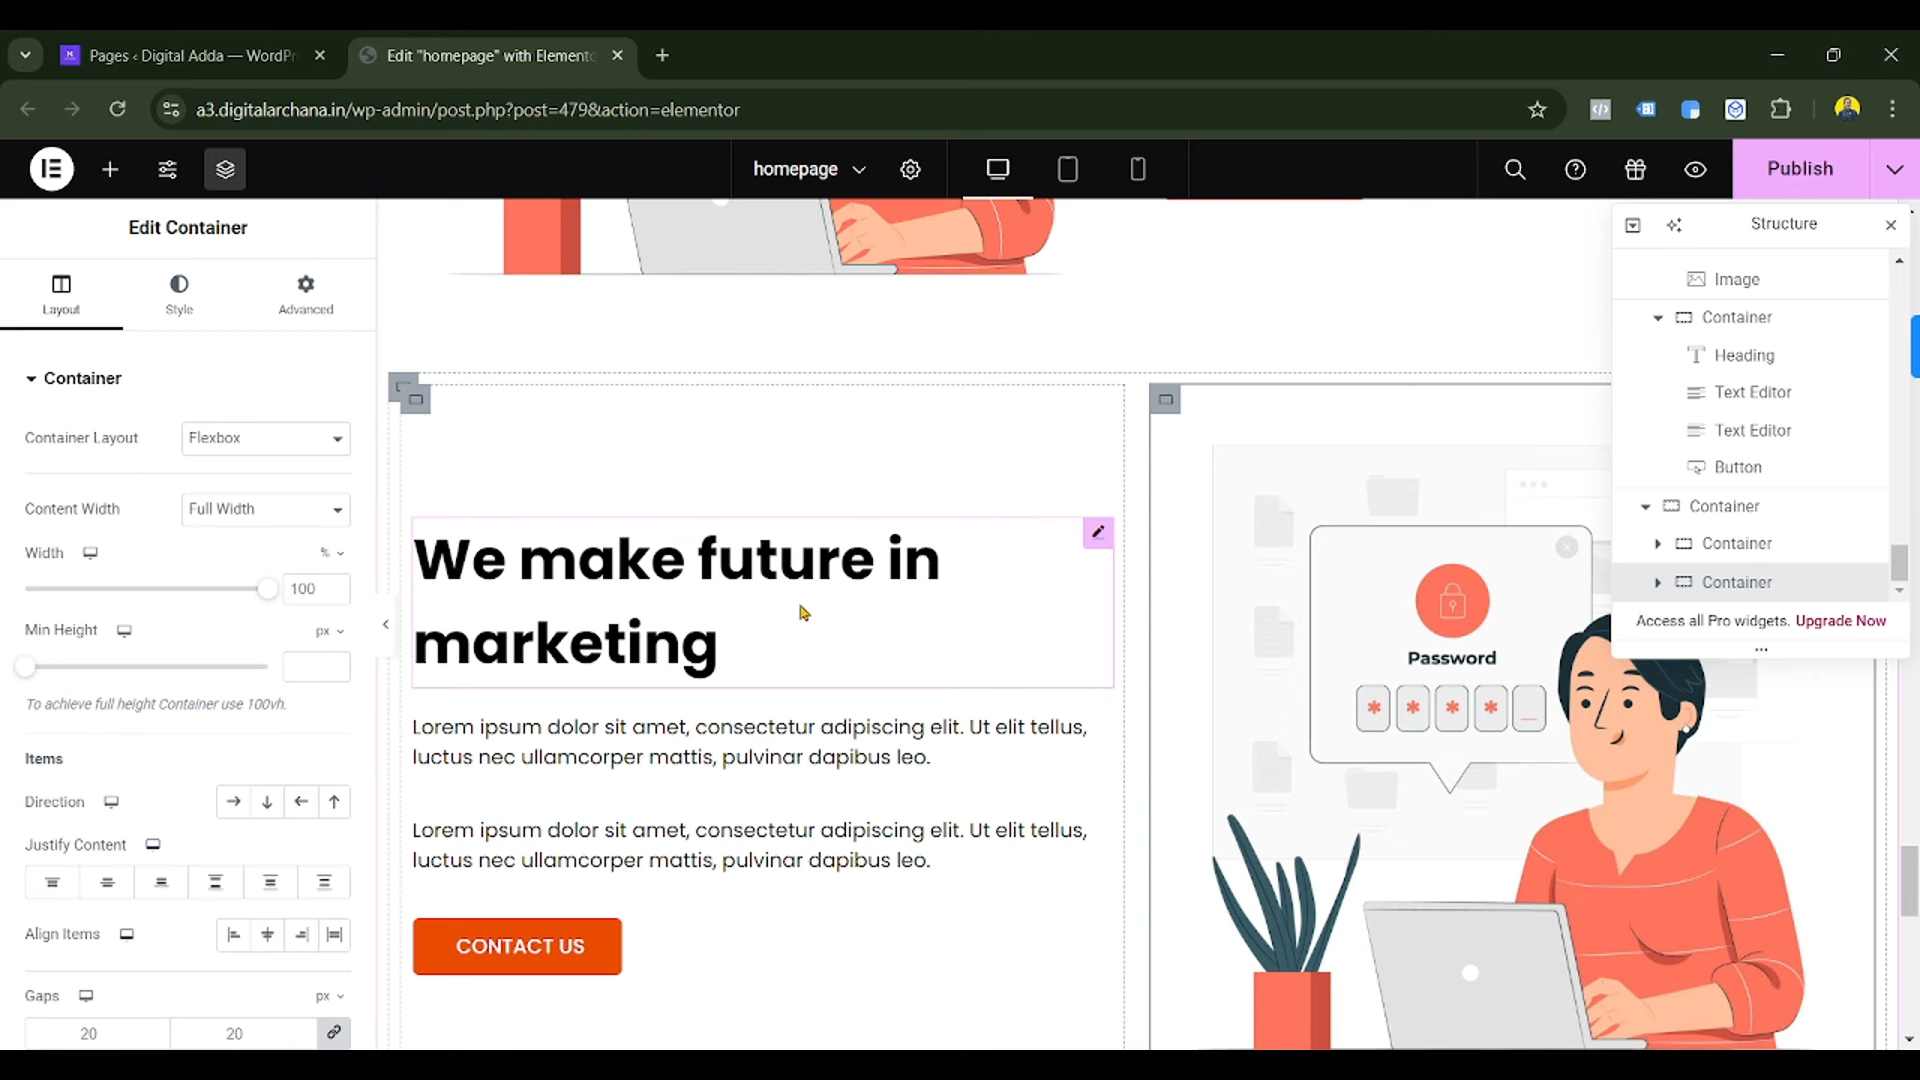 Pages ‹ Digital Adda — WordPr
Edit "homepage" with Elemento
a3.digitalarchana.in/wp-admin/post.php?post=479&action=elementor
homepage
Publish
Edit Container
Layout
Style
Advanced
Container
Container Layout
Flexbox
Content Width
Full Width
Width
%
100
Min Height
px
To achieve full height Container use 100vh.
Items
Direction
Justify Content
Align Items
Gaps
px
20
20
We make future in
marketing
Lorem ipsum dolor sit amet, consectetur adipiscing elit. Ut elit tellus,
luctus nec ullamcorper mattis, pulvinar dapibus leo.
Lorem ipsum dolor sit amet, consectetur adipiscing elit. Ut elit tellus,
luctus nec ullamcorper mattis, pulvinar dapibus leo.
CONTACT US
Password
* * * * _
Structure
Image
Container
Heading
Text Editor
Text Editor
Button
Container
Container
Container
Access all Pro widgets. Upgrade Now